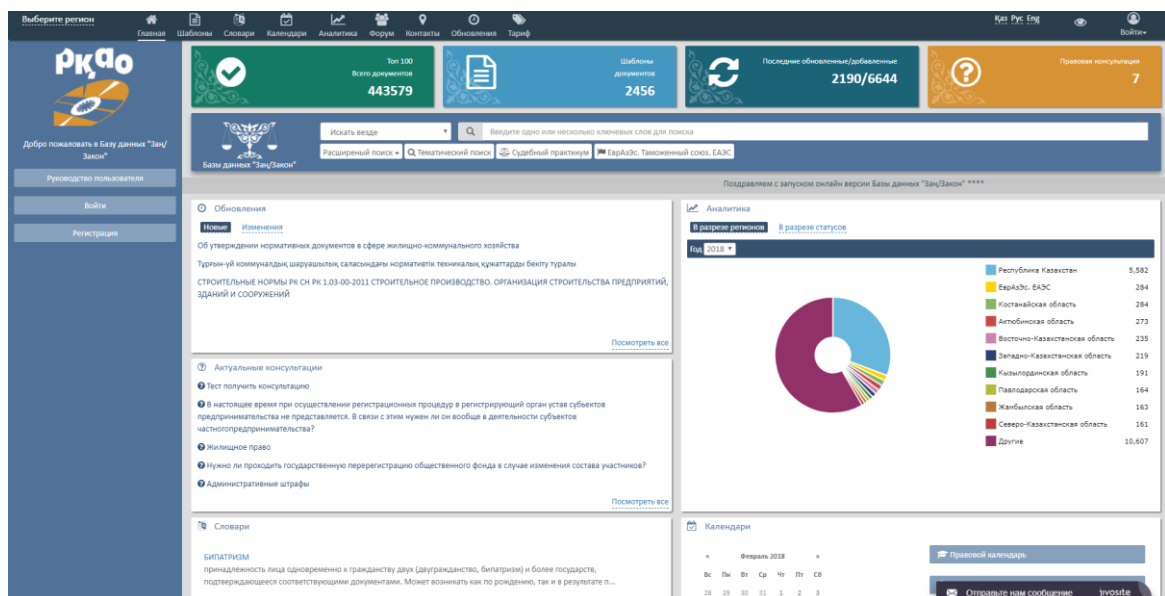 Выберите регион
Главная
Шаблоны
Словари
Календари
Аналитика
Форум
Контакты
Обновления
Тариф
Қаз Рус Eng
Войти
РҚАО
Добро пожаловать в Базу данных "Заң/
Закон"
Руководство пользователя
Войти
Регистрация
Топ 100
Всего документов
443579
Шаблоны
документов
2456
Последние обновленные/добавленные
2190/6644
Правовая консультация
7
Базы данных "Заң/Закон"
Искать везде
Введите одно или несколько ключевых слов для поиска
Расширеный поиск
Тематический поиск
Судебный практикум
ЕврАзЭс. Таможенный союз. ЕАЭС
Поздравляем с запуском онлайн версии Базы данных "Заң/Закон" ****
Обновления
Новые Изменения
Об утверждении нормативных документов в сфере жилищно-коммунального хозяйства
Тұрғын-үй коммуналдық шаруашылық саласындағы нормативтік техникалық құжаттарды бекіту туралы
СТРОИТЕЛЬНЫЕ НОРМЫ РК СН РК 1.03-00-2011 СТРОИТЕЛЬНОЕ ПРОИЗВОДСТВО. ОРГАНИЗАЦИЯ СТРОИТЕЛЬСТВА ПРЕДПРИЯТИЙ,
ЗДАНИЙ И СООРУЖЕНИЙ
Посмотреть все
Актуальные консультации
Тест получить консультацию
В настоящее время при осуществлении регистрационных процедур в регистрирующий орган устав субъектов
предпринимательства не представляется. В связи с этим нужен ли он вообще в деятельности субъектов
частногопредпринимательства?
Жилищное право
Нужно ли проходить государственную перерегистрацию общественного фонда в случае изменения состава участников?
Административные штрафы
Посмотреть все
Словари
БИПАТРИЗМ
принадлежность лица одновременно к гражданству двух (двугражданство, бипатризм) и более государств,
подтверждающееся соответствующими документами. Может возникать как по рождению, так и в результате п...
Аналитика
В разрезе регионов В разрезе статусов
Год 2018
Республика Казахстан 5,582
ЕврАзЭс. ЕАЭС 284
Костанайская область 284
Актюбинская область 273
Восточно-Казахстанская область 235
Западно-Казахстанская область 219
Кызылординская область 191
Павлодарская область 164
Жамбылская область 163
Северо-Казахстанская область 161
Другие 10,607
Календари
« Февраль 2018 »
Вс Пн Вт Ср Чт Пт Сб
28 29 30 31 1 2 3
Правовой календарь
Отправьте нам сообщение jivosite